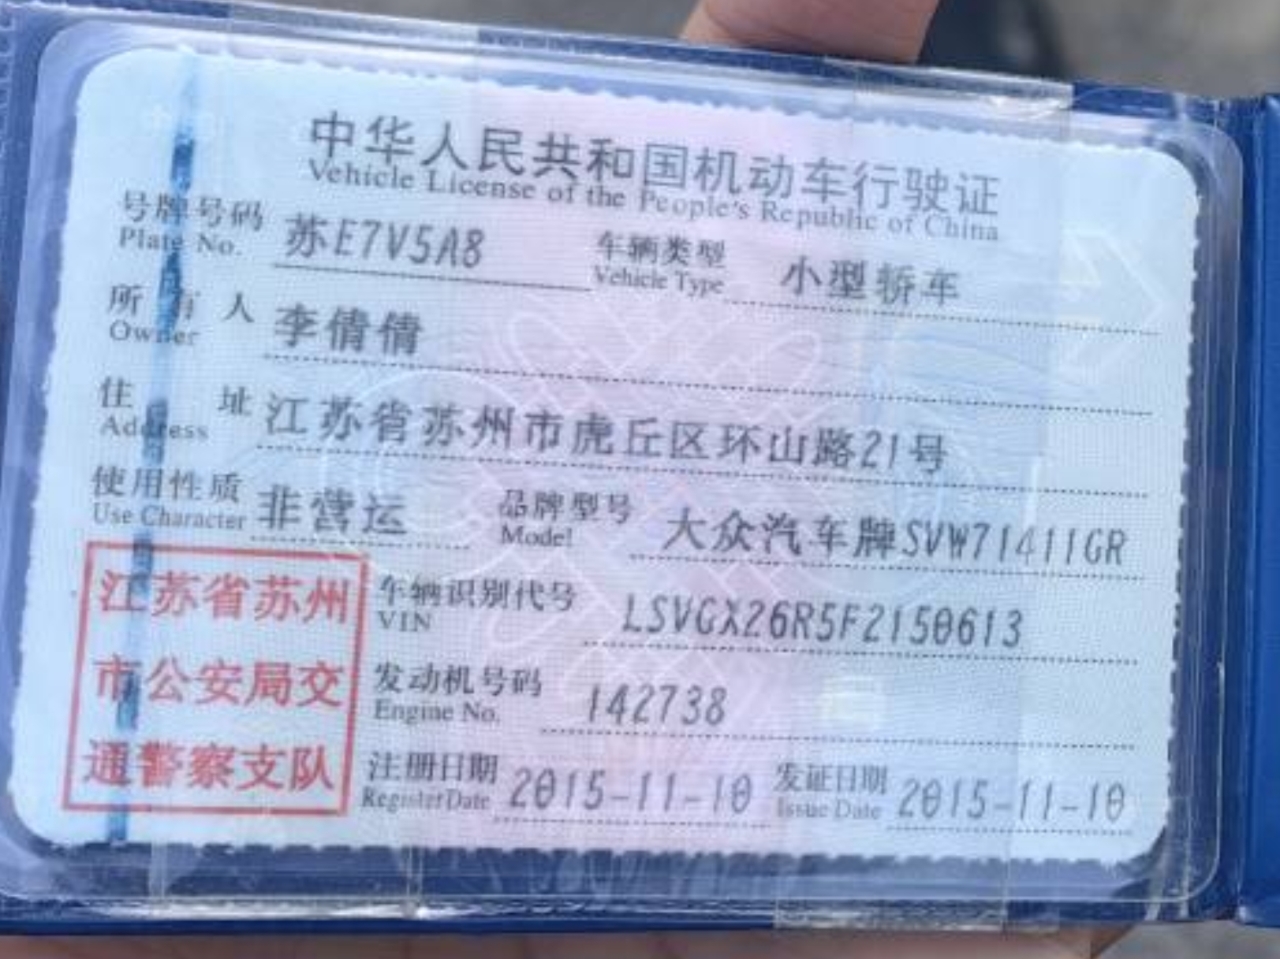 中华人民共和国机动车行驶证
Vehicle License of the People's Republic of China
号牌号码 苏E7V5A8 车辆类型 小型轿车
Plate No. Vehicle Type
所有人 李倩倩
Owner
住址 江苏省苏州市虎丘区环山路21号
Address
使用性质 非营运 品牌型号 大众汽车牌SVW71411GR
Use Character Model
江苏省苏州
市公安局交
通警察支队
车辆识别代号 LSVGX26R5F2150613
VIN
发动机号码 142738
Engine No.
注册日期 2015-11-10 发证日期 2015-11-10
Register Date Issue Date